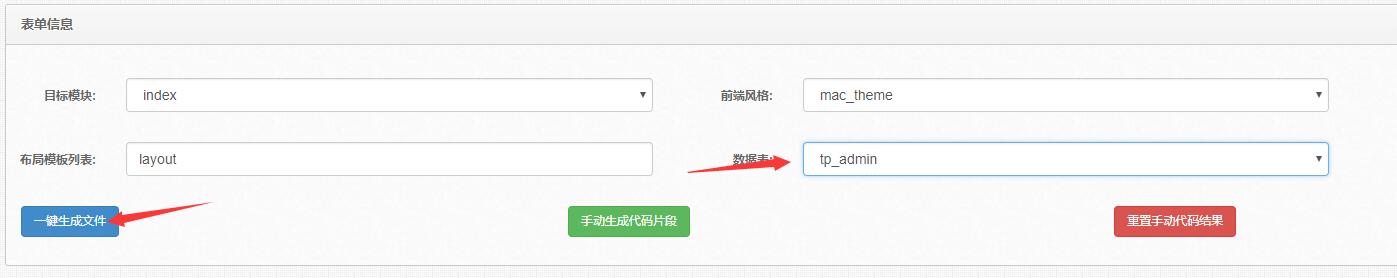 表单信息
目标模块: index 前端风格: mac_theme
布局模板列表: layout 数据表: tp_admin
一键生成文件 手动生成代码片段 重置手动代码结果